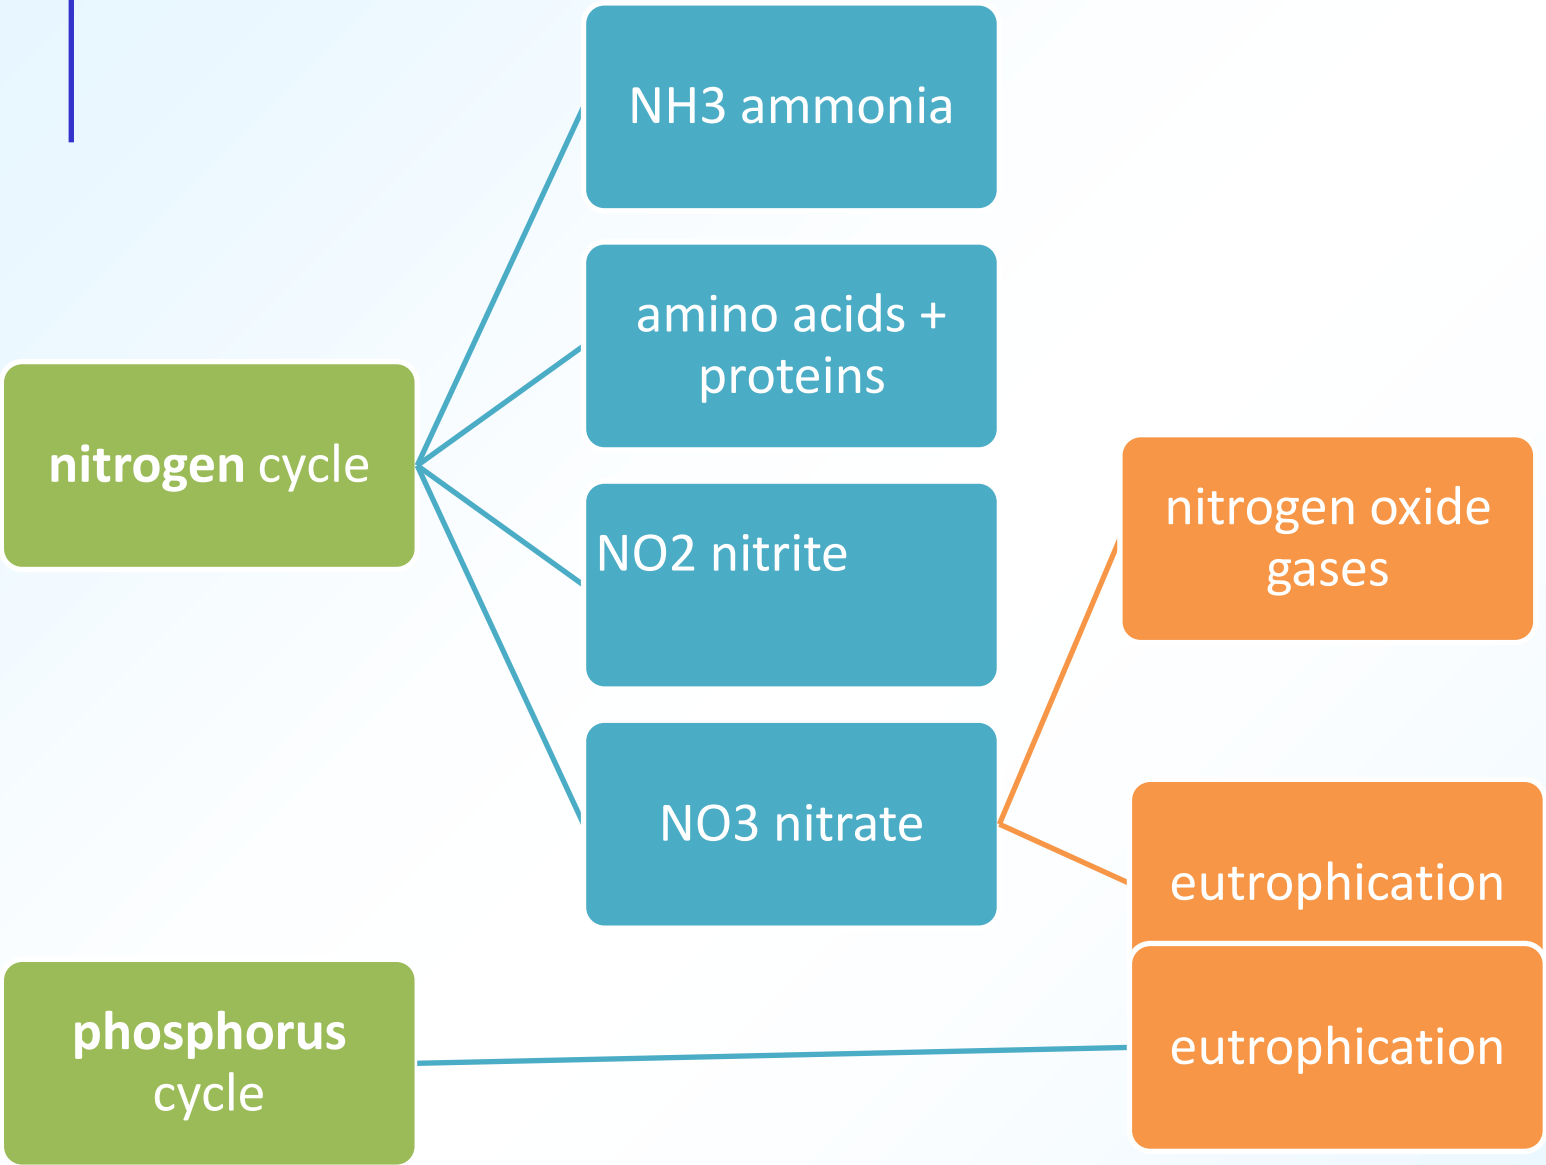 NH3 ammonia
amino acids +
proteins
nitrogen cycle
NO2 nitrite
nitrogen oxide
gases
NO3 nitrate
eutrophication
phosphorus
cycle
eutrophication